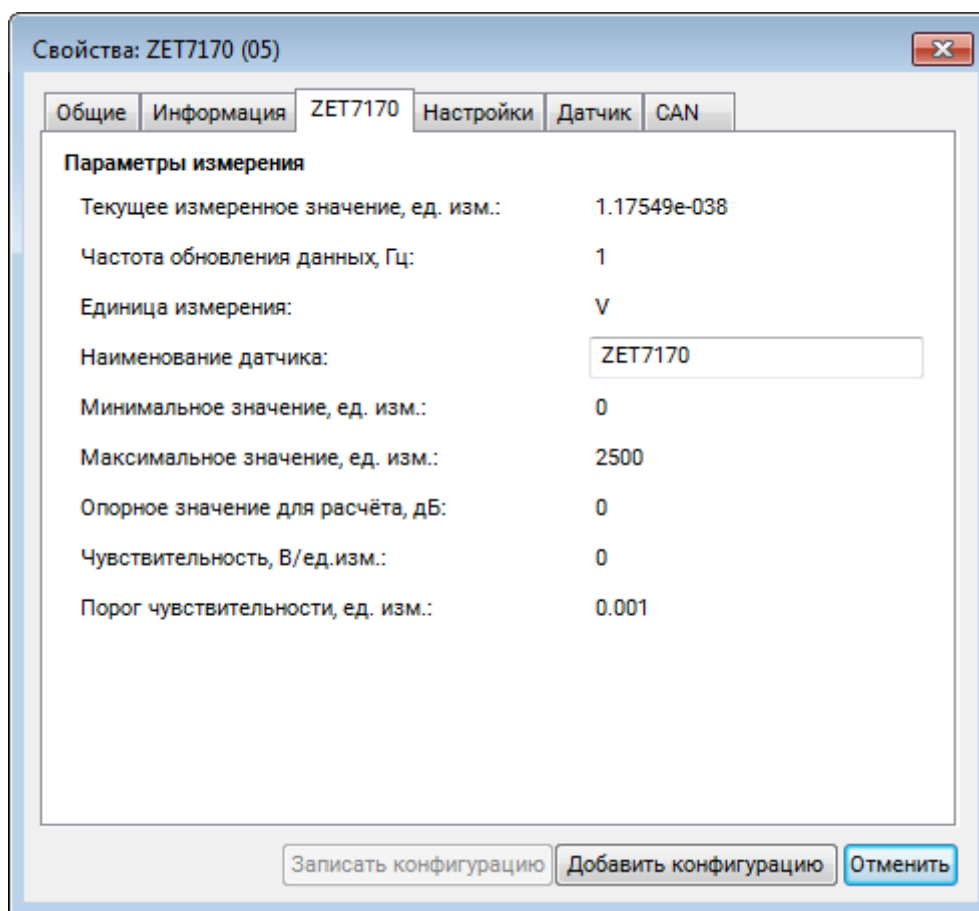 Свойства: ZET7170 (05)
Общие Информация ZET7170 Настройки Датчик CAN
Параметры измерения
Текущее измеренное значение, ед. изм.: 1.17549e-038
Частота обновления данных, Гц: 1
Единица измерения: V
Наименование датчика: ZET7170
Минимальное значение, ед. изм.: 0
Максимальное значение, ед. изм.: 2500
Опорное значение для расчёта, дБ: 0
Чувствительность, В/ед.изм.: 0
Порог чувствительности, ед. изм.: 0.001
Записать конфигурацию Добавить конфигурацию Отменить